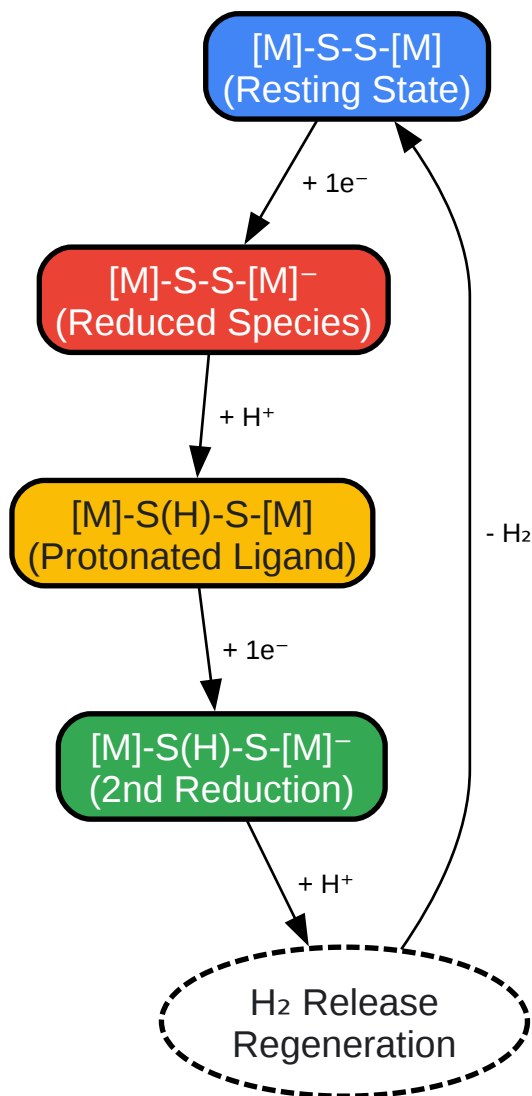 [M]-S-S-[M]
(Resting State)
+ 1e⁻
[M]-S-S-[M]⁻
(Reduced Species)
+ H⁺
[M]-S(H)-S-[M]
(Protonated Ligand)
- H₂
+ 1e⁻
[M]-S(H)-S-[M]⁻
(2nd Reduction)
+ H⁺
H₂ Release
Regeneration